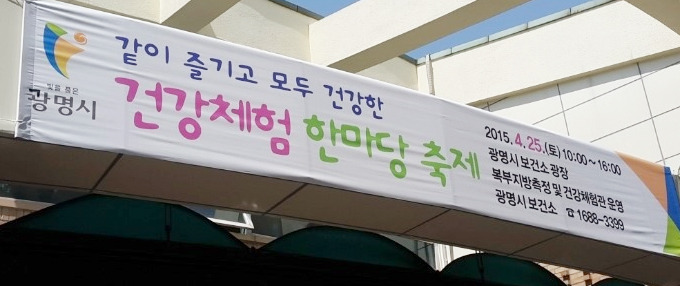 빛을 품은
광명시
같이 즐기고 모두 건강한
건강체험 한마당 축제
2015. 4. 25.(토) 10:00~16:00
광명시 보건소 광장
복부지방측정 및 건강체험관 운영
광명시 보건소 ☎ 1688-3399